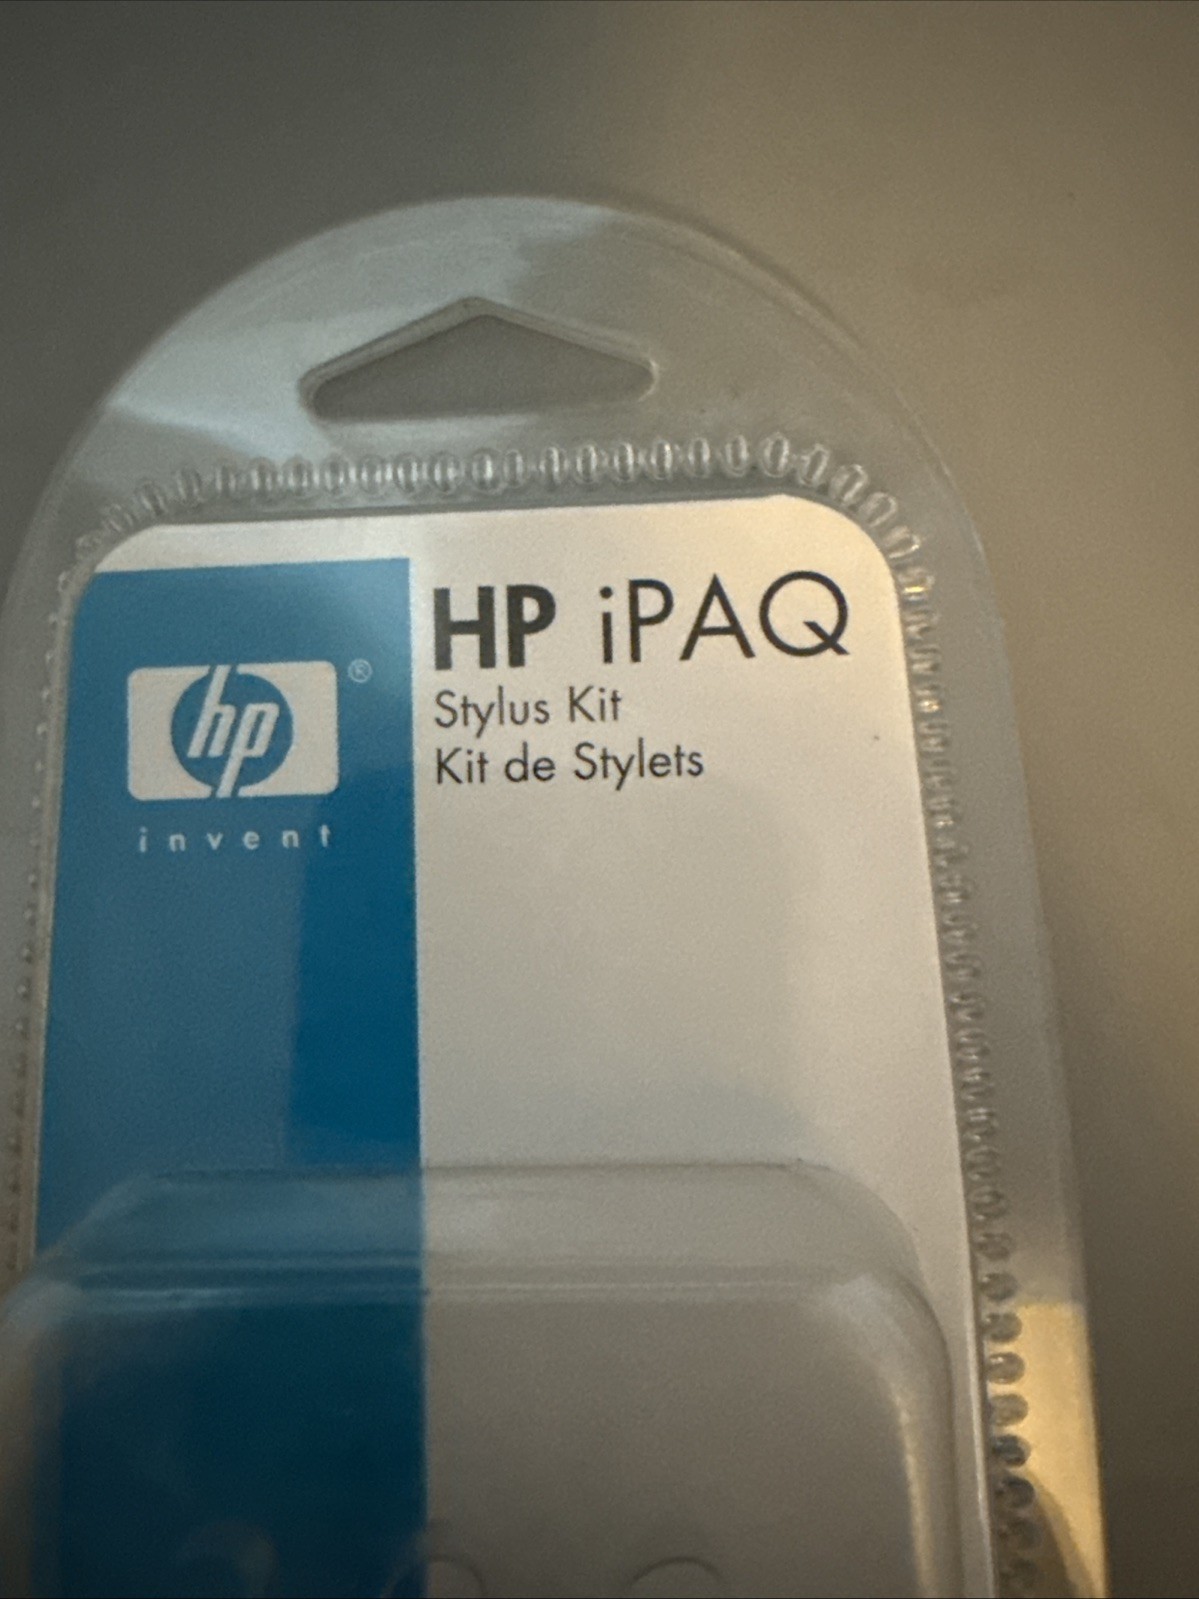 HP iPAQ
Stylus Kit
Kit de Stylets
hp®
invent